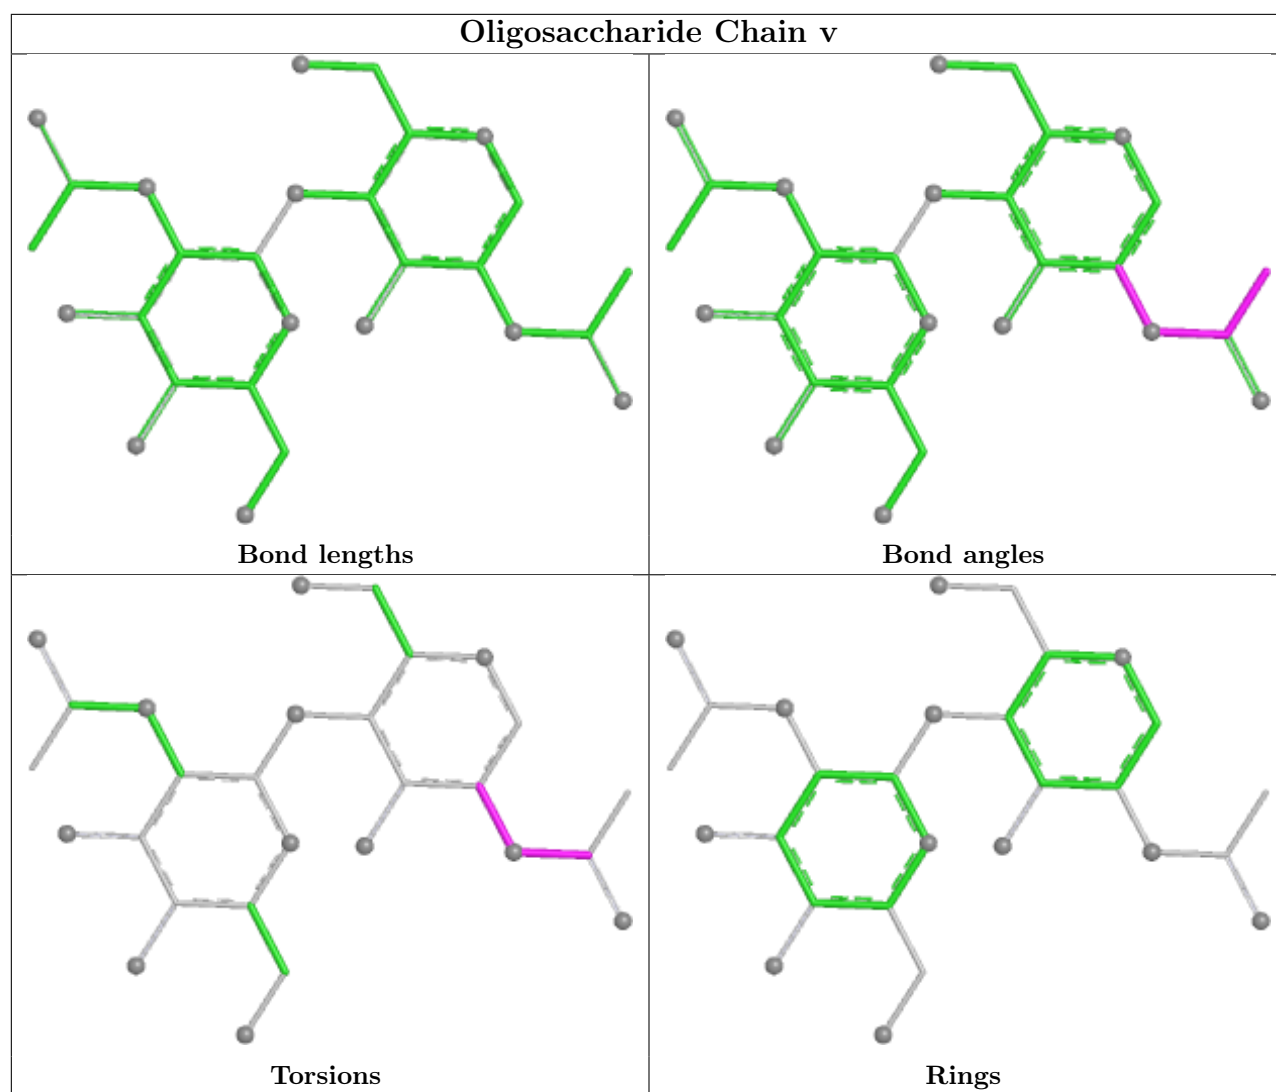 Oligosaccharide Chain v
Bond lengths
Bond angles
Torsions
Rings